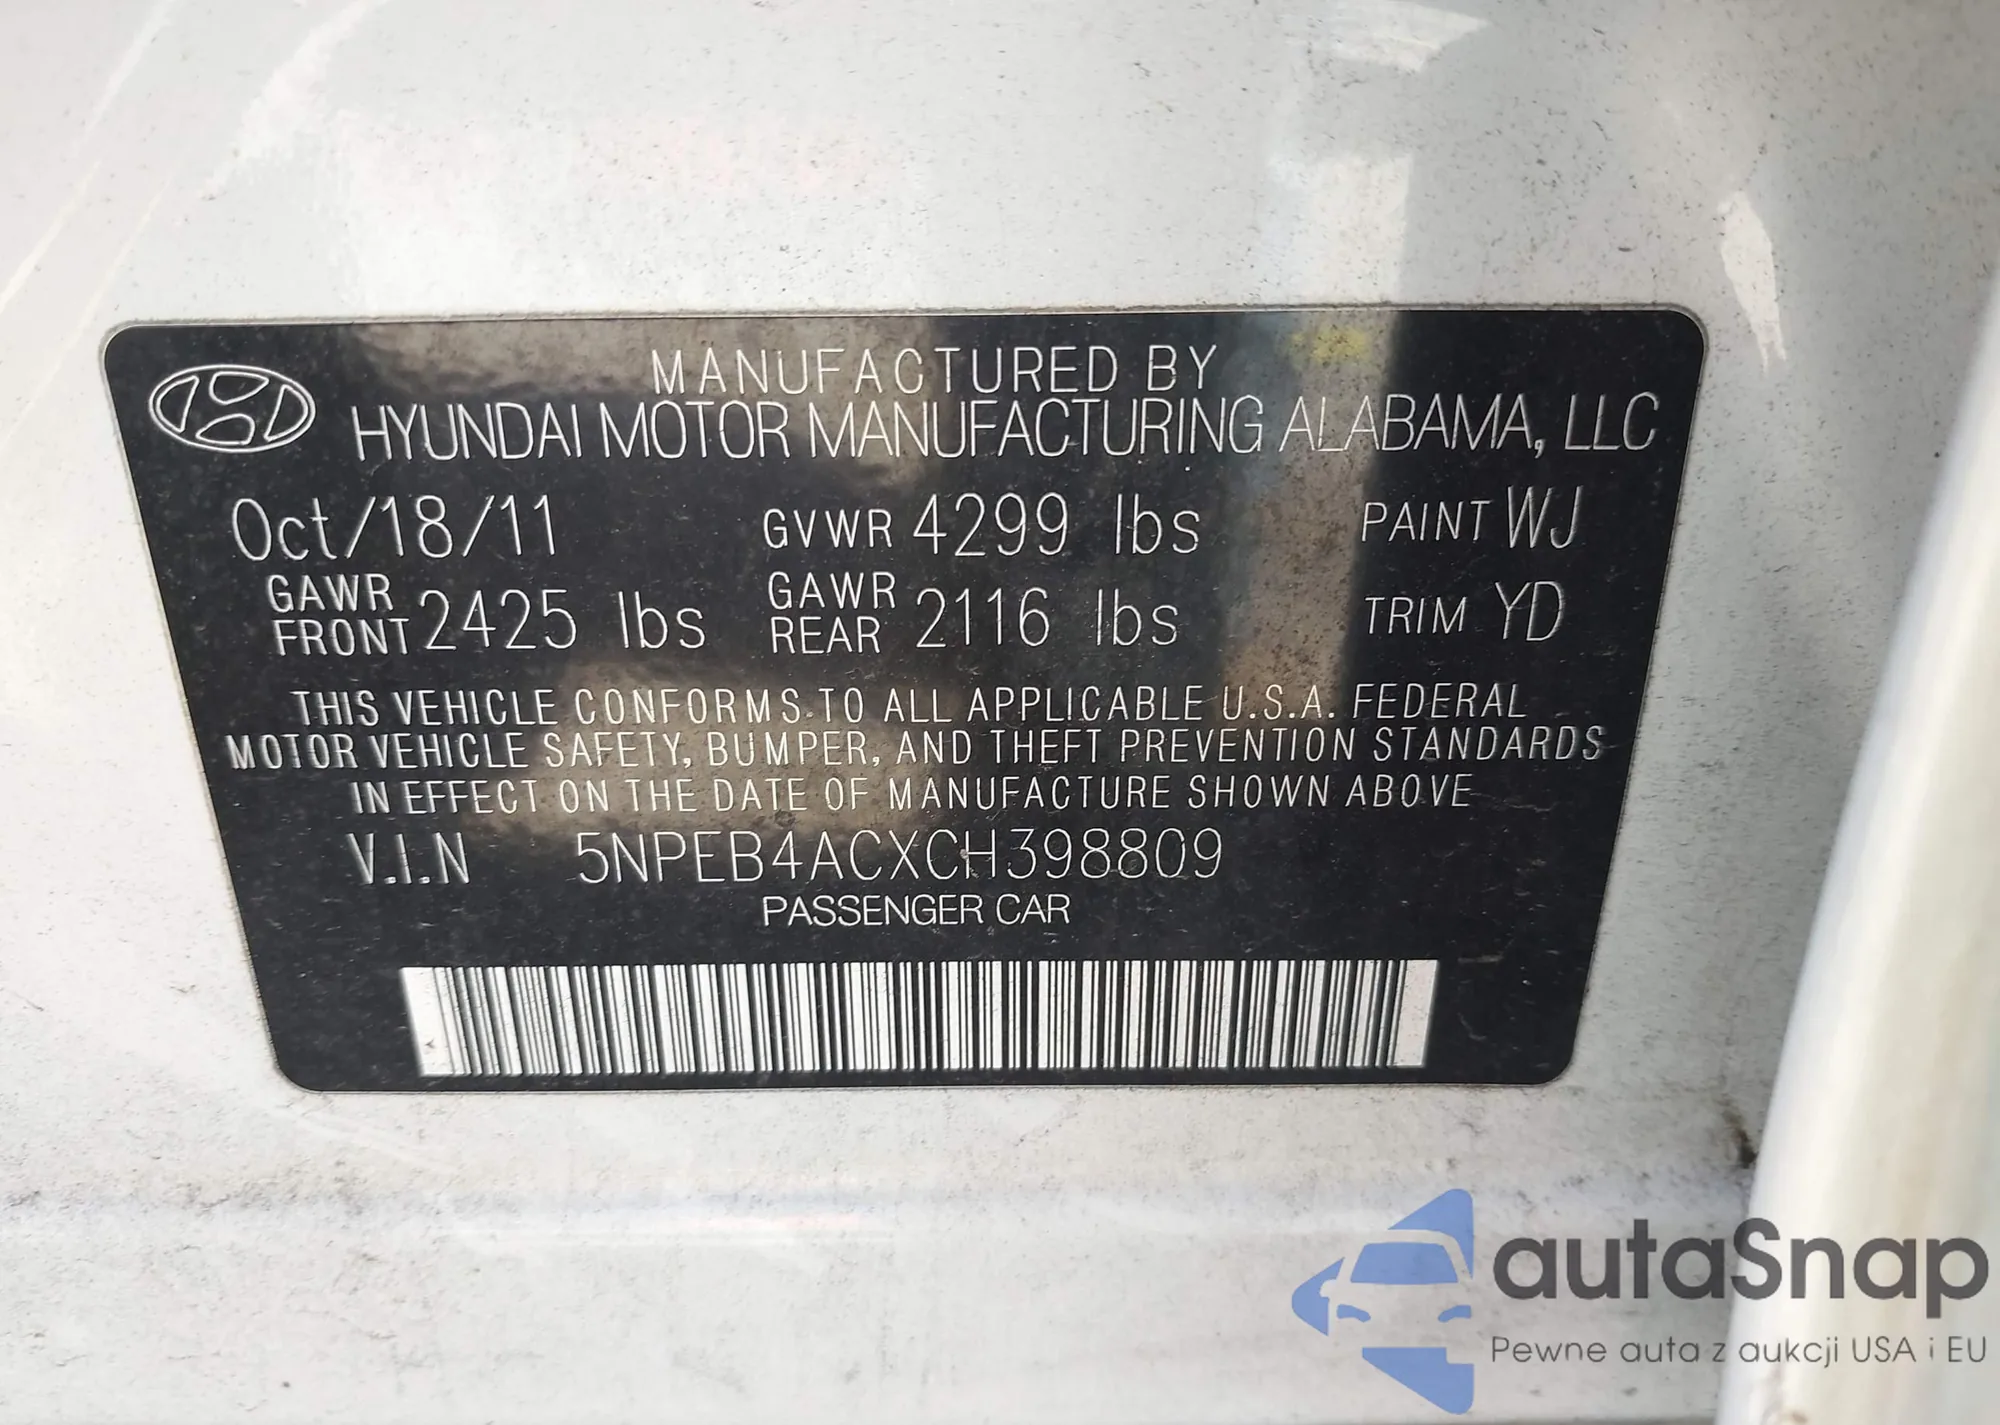 MANUFACTURED BY
HYUNDAI MOTOR MANUFACTURING ALABAMA, LLC
Oct/18/11 GVWR 4299 lbs PAINT WJ
GAWR FRONT 2425 lbs GAWR REAR 2116 lbs TRIM YD
THIS VEHICLE CONFORMS TO ALL APPLICABLE U.S.A. FEDERAL
MOTOR VEHICLE SAFETY, BUMPER, AND THEFT PREVENTION STANDARDS
IN EFFECT ON THE DATE OF MANUFACTURE SHOWN ABOVE
V.I.N 5NPEB4ACXCH398809
PASSENGER CAR
autaSnap
Pewne auta z aukcji USA i EU